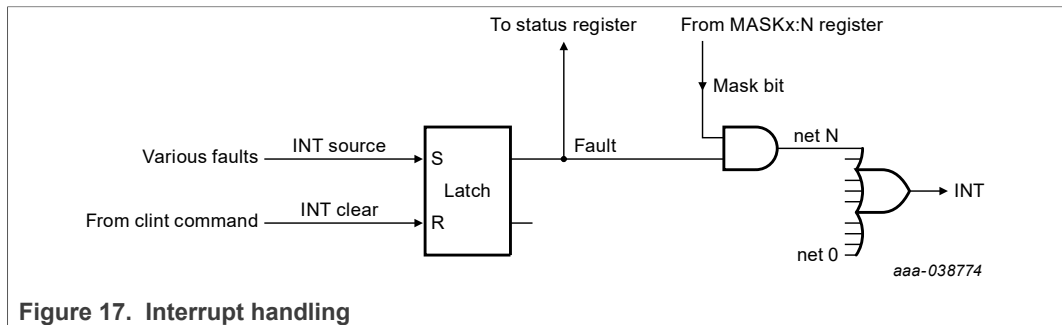 To status register
From MASKx:N register
Mask bit
net N
Various faults
INT source
S
Fault
Latch
INT
From clint command
INT clear
R
net 0
aaa-038774
Figure 17. Interrupt handling